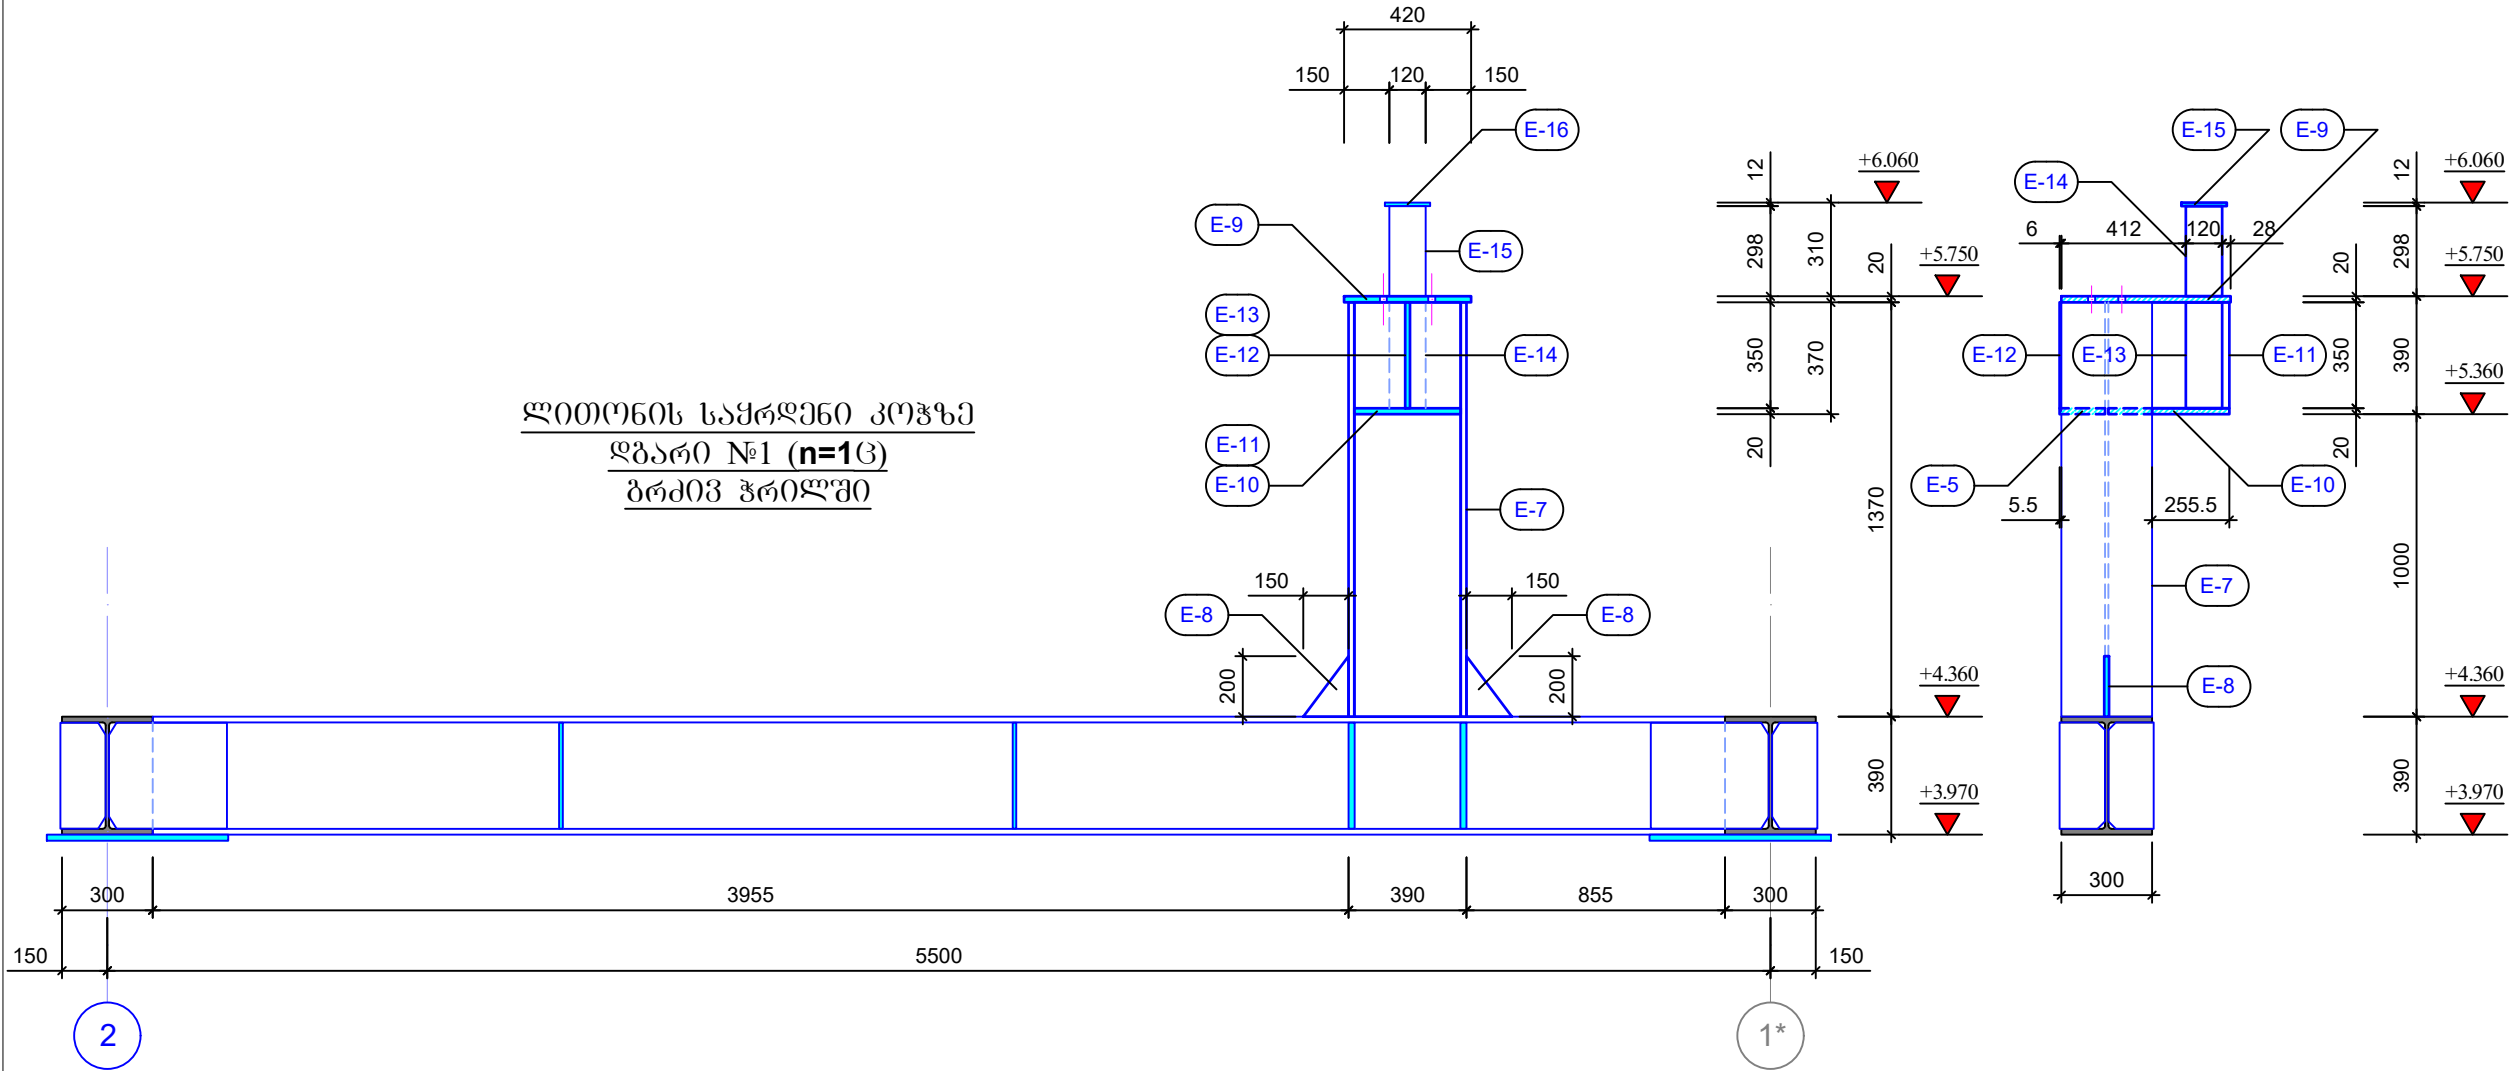 420
150 120 150
E-16
E-9
E-15
E-13
E-12
E-14
E-11
E-10
E-7
150 150
E-8 E-8
200 200
ლითონის საყრდენი კოჭზე
დგარი №1 (n=1ც)
გრძივ ჭრილში
12
298
310
20
350
370
20
1370
390
+6.060
+5.750
+4.360
+3.970
300 3955 390 855 300
150 5500 150
2 1*
E-15 E-9
E-14
6 412 120 28
E-12 E-13 E-11
E-5 E-10
5.5 255.5
E-7
E-8
300
20
350
20
12
298
390
1000
390
+6.060
+5.750
+5.360
+4.360
+3.970